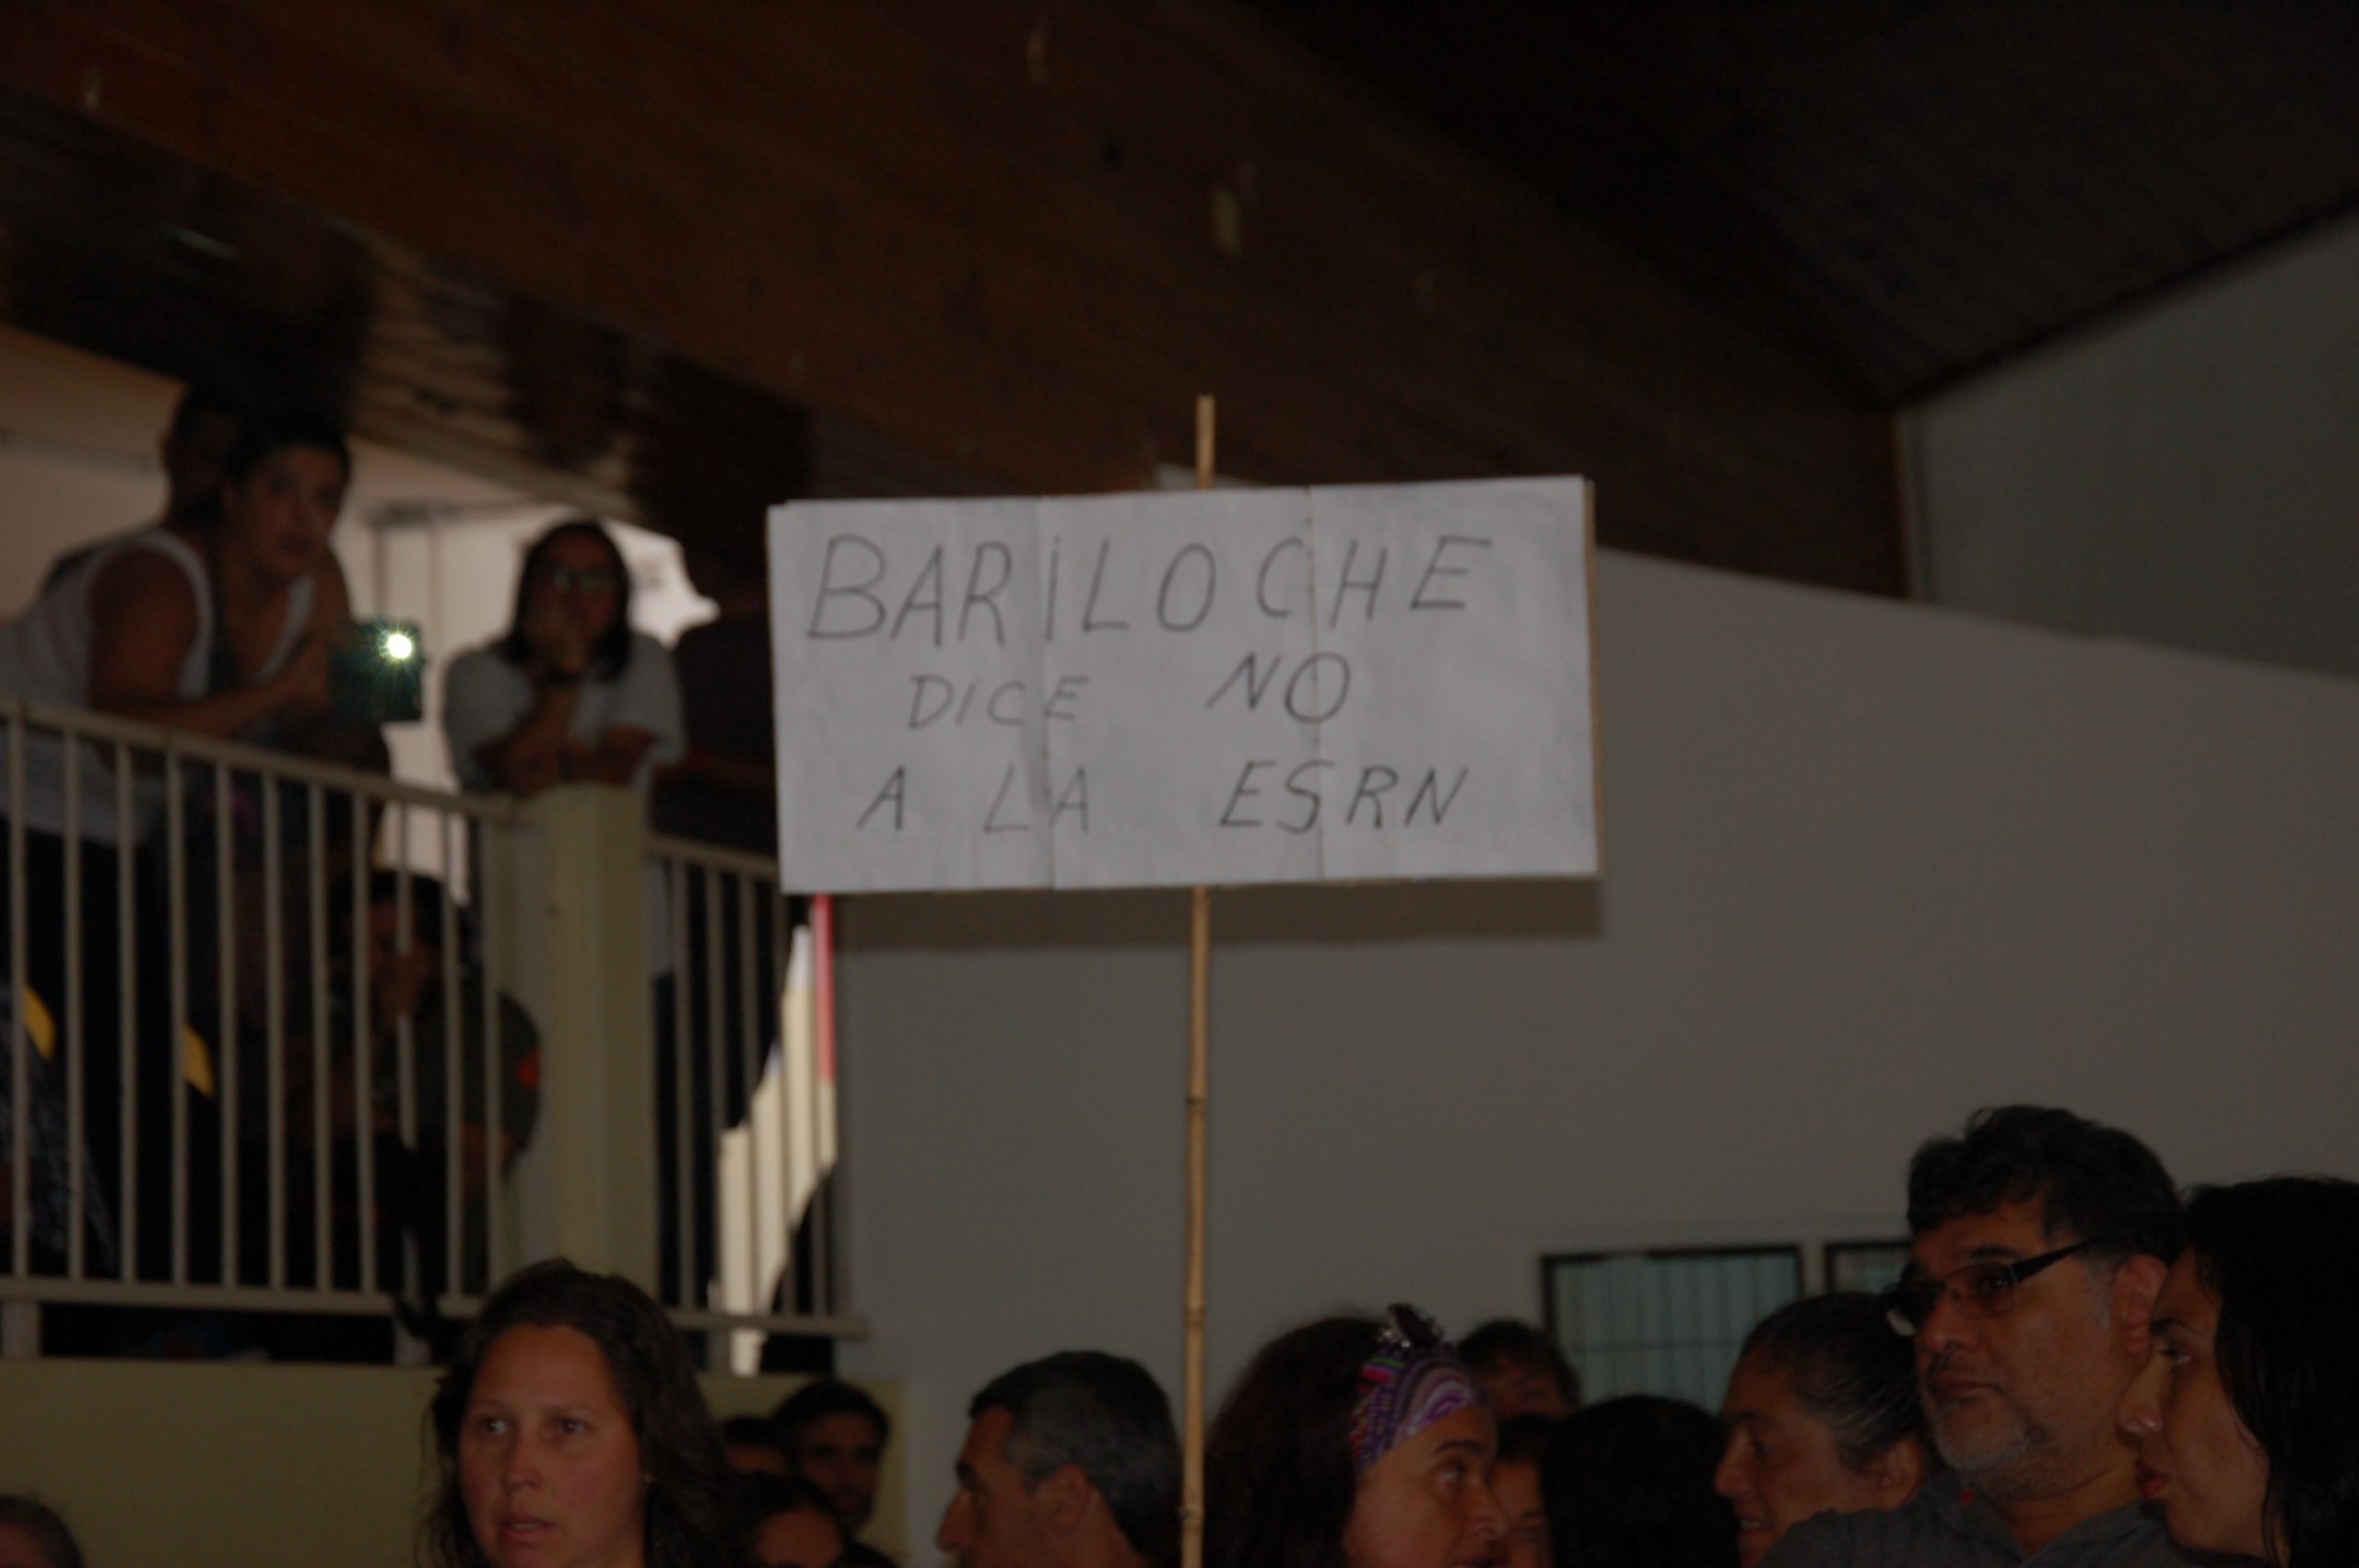 BARiLOCHE
DICE NO
A LA ESRN